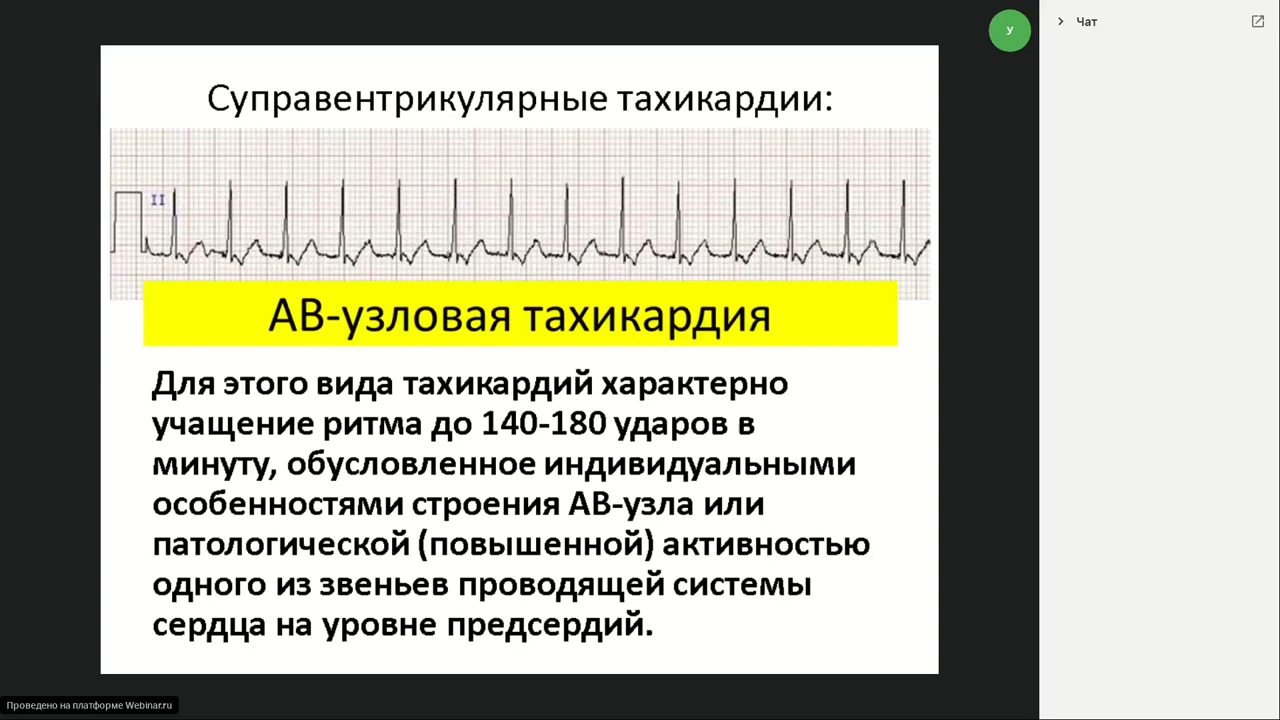 У
Чат
Суправентрикулярные тахикардии:
II
АВ-узловая тахикардия
Для этого вида тахикардий характерно
учащение ритма до 140-180 ударов в
минуту, обусловленное индивидуальными
особенностями строения АВ-узла или
патологической (повышенной) активностью
одного из звеньев проводящей системы
сердца на уровне предсердий.
Проведено на платформе Webinar.ru